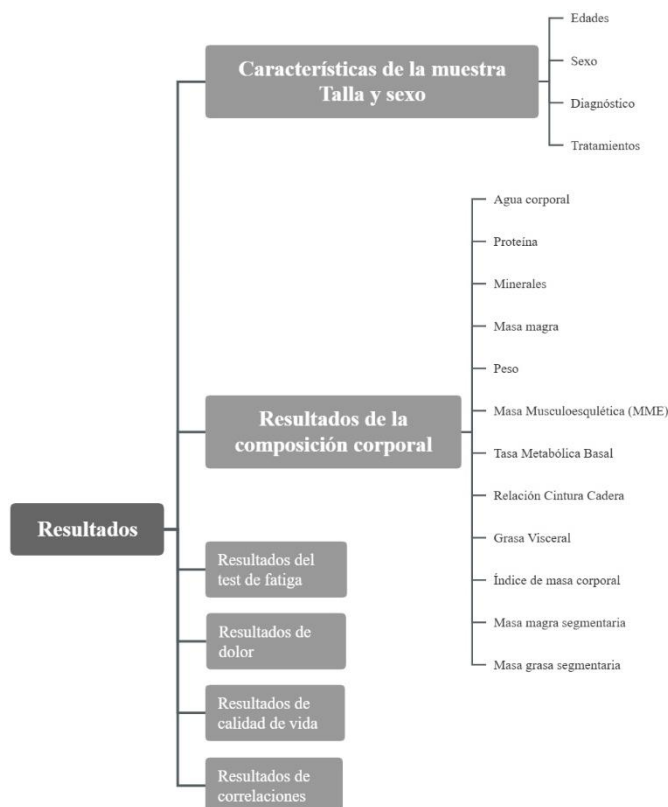 Características de la muestra
Talla y sexo
Edades
Sexo
Diagnóstico
Tratamientos
Resultados
Resultados de la
composición corporal
Agua corporal
Proteína
Minerales
Masa magra
Peso
Masa Musculoesqulética (MME)
Tasa Metabólica Basal
Relación Cintura Cadera
Grasa Visceral
Índice de masa corporal
Masa magra segmentaria
Masa grasa segmentaria
Resultados del
test de fatiga
Resultados de
dolor
Resultados de
calidad de vida
Resultados de
correlaciones